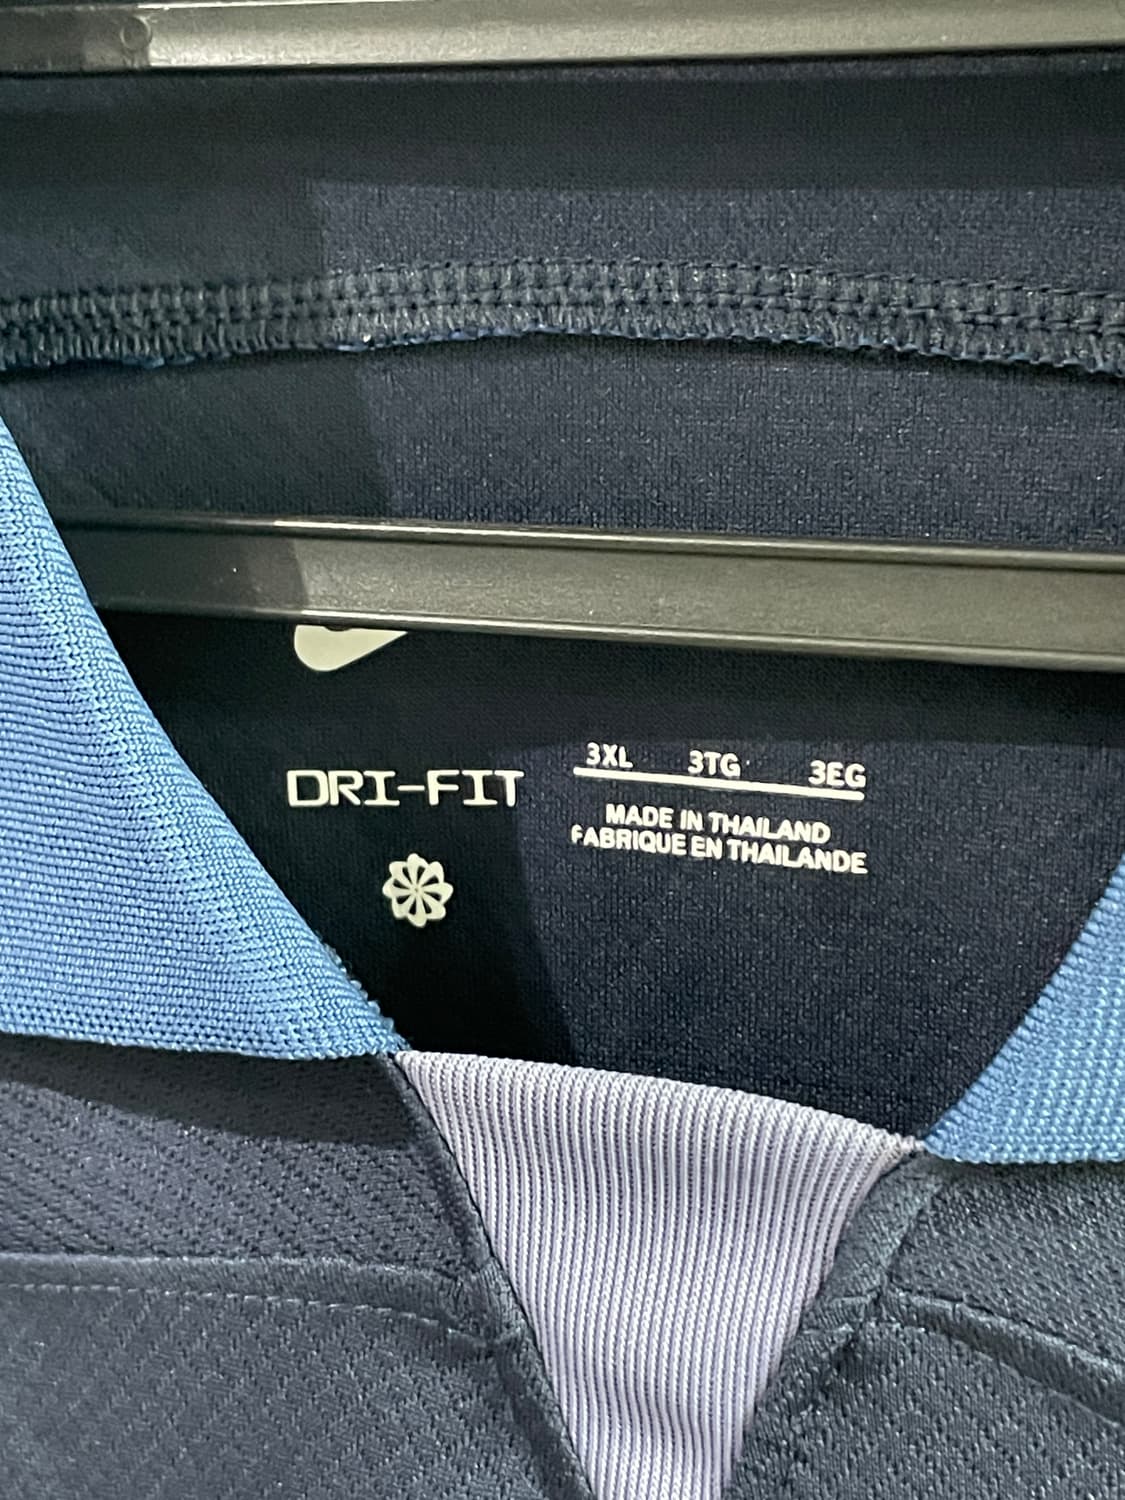 DRI-FIT
3XL 3TG 3EG
MADE IN THAILAND
FABRIQUE EN THAILANDE